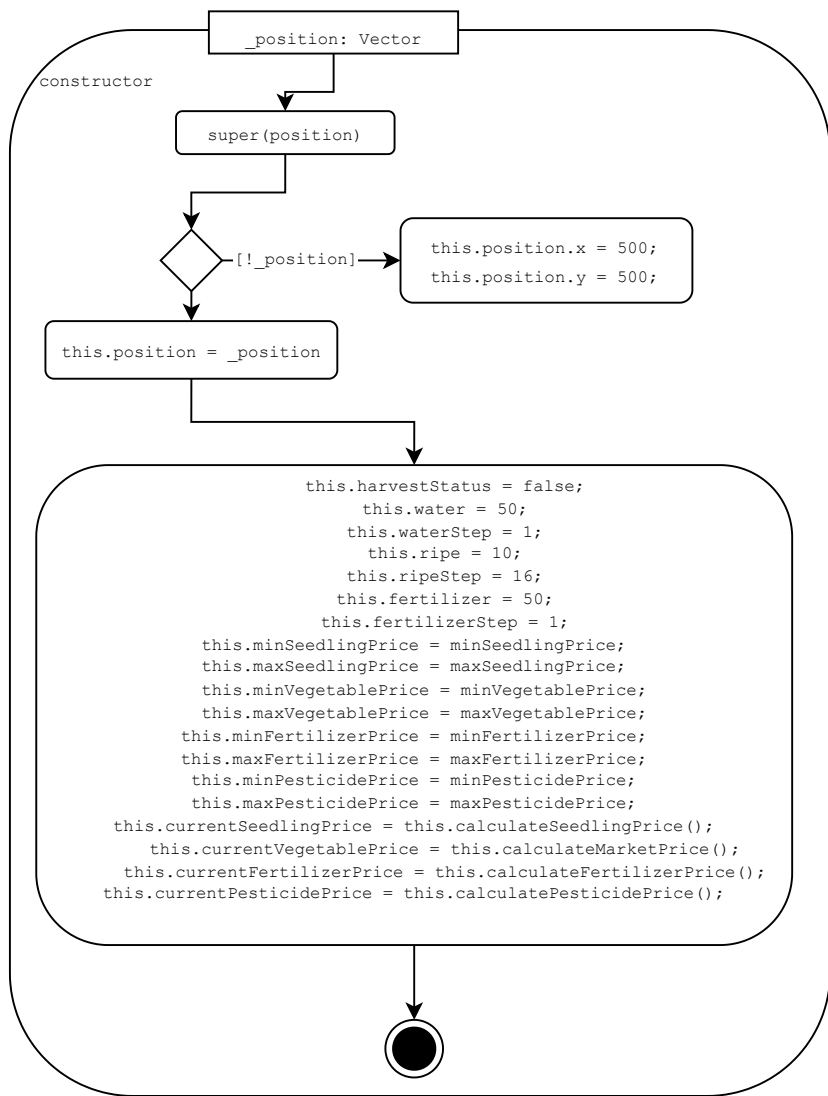 _position: Vector
constructor
super(position)
[!_position]
this.position.x = 500;
this.position.y = 500;
this.position = _position
this.harvestStatus = false;
this.water = 50;
this.waterStep = 1;
this.ripe = 10;
this.ripeStep = 16;
this.fertilizer = 50;
this.fertilizerStep = 1;
this.minSeedlingPrice = minSeedlingPrice;
this.maxSeedlingPrice = maxSeedlingPrice;
this.minVegetablePrice = minVegetablePrice;
this.maxVegetablePrice = maxVegetablePrice;
this.minFertilizerPrice = minFertilizerPrice;
this.maxFertilizerPrice = maxFertilizerPrice;
this.minPesticidePrice = minPesticidePrice;
this.maxPesticidePrice = maxPesticidePrice;
this.currentSeedlingPrice = this.calculateSeedlingPrice();
this.currentVegetablePrice = this.calculateMarketPrice();
this.currentFertilizerPrice = this.calculateFertilizerPrice();
this.currentPesticidePrice = this.calculatePesticidePrice();